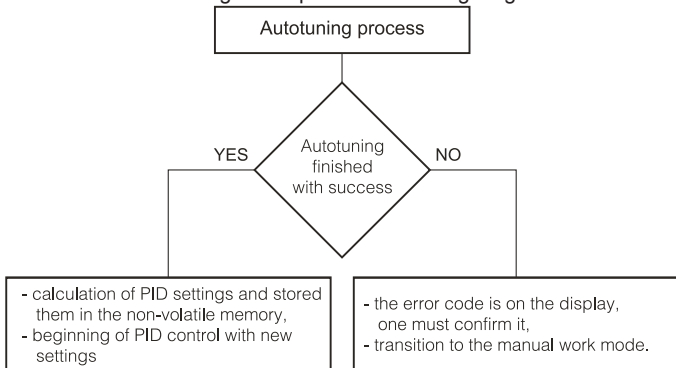 Autotuning process
YES
Autotuning
finished
with success
NO
- calculation of PID settings and stored
them in the non-volatile memory,
- beginning of PID control with new
settings
- the error code is on the display,
one must confirm it,
- transition to the manual work mode.